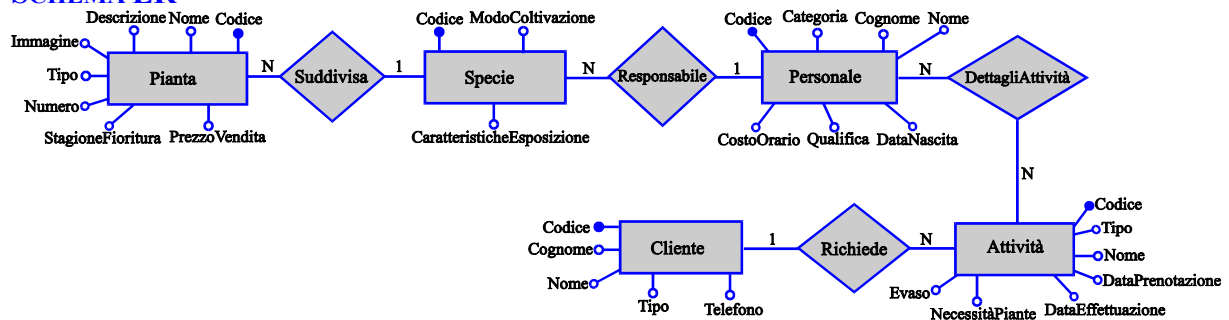 SCHEMA ER
Descrizione Nome Codice
Immagine
Tipo
Numero
Pianta
StagioneFioritura PrezzoVendita
N
Suddivisa
1
Codice ModoColtivazione
Specie
CaratteristicheEsposizione
N
Responsabile
1
Codice Categoria Cognome Nome
Personale
CostoOrario Qualifica DataNascita
N
DettagliAttività
N
Codice
Cognome
Nome
Cliente
Tipo Telefono
1
Richiede
N
Attività
Codice
Tipo
Nome
DataPrenotazione
DataEffettuazione
NecessitàPiante
Evaso